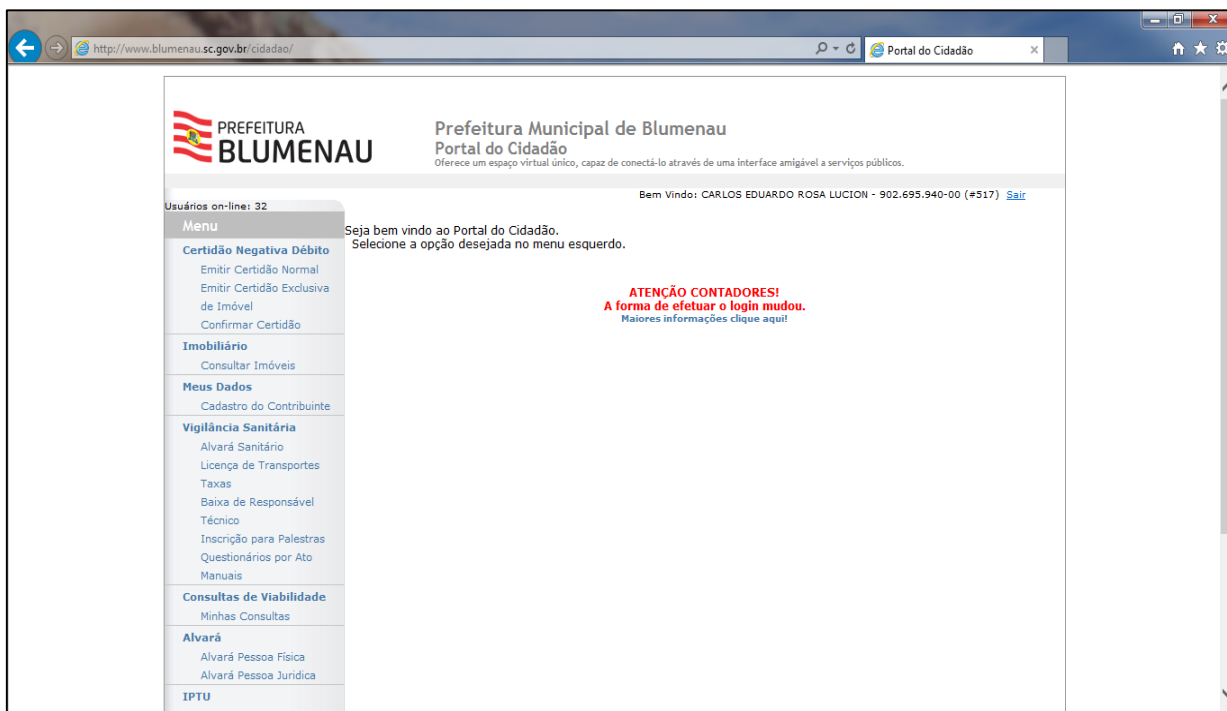 http://www.blumenau.sc.gov.br/cidadao/
Portal do Cidadão
PREFEITURA
BLUMENAU
Prefeitura Municipal de Blumenau
Portal do Cidadão
Oferece um espaço virtual único, capaz de conectá-lo através de uma interface amigável a serviços públicos.
Bem Vindo: CARLOS EDUARDO ROSA LUCION - 902.695.940-00 (#517) Sair
Usuários on-line: 32
Menu
Seja bem vindo ao Portal do Cidadão.
Selecione a opção desejada no menu esquerdo.
ATENÇÃO CONTADORES!
A forma de efetuar o login mudou.
Maiores informações clique aqui!
Certidão Negativa Débito
Emitir Certidão Normal
Emitir Certidão Exclusiva
de Imóvel
Confirmar Certidão
Imobiliário
Consultar Imóveis
Meus Dados
Cadastro do Contribuinte
Vigilância Sanitária
Alvará Sanitário
Licença de Transportes
Taxas
Baixa de Responsável
Técnico
Inscrição para Palestras
Questionários por Ato
Manuais
Consultas de Viabilidade
Minhas Consultas
Alvará
Alvará Pessoa Física
Alvará Pessoa Juridica
IPTU